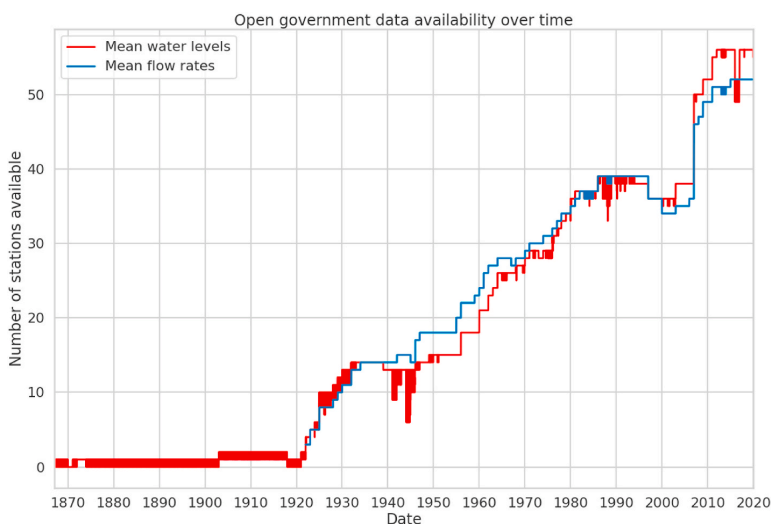 Open government data availability over time
Mean water levels
Mean flow rates
Number of stations available
50
40
30
20
10
0
1870 1880 1890 1900 1910 1920 1930 1940 1950 1960 1970 1980 1990 2000 2010 2020
Date